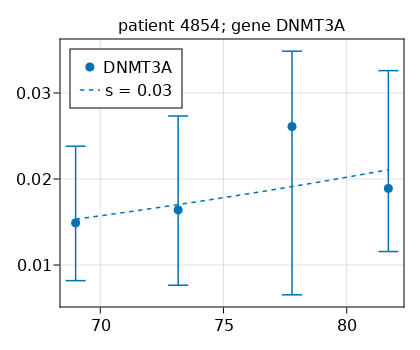 patient 4854; gene DNMT3A
DNMT3A
s = 0.03
0.03
0.02
0.01
70 75 80